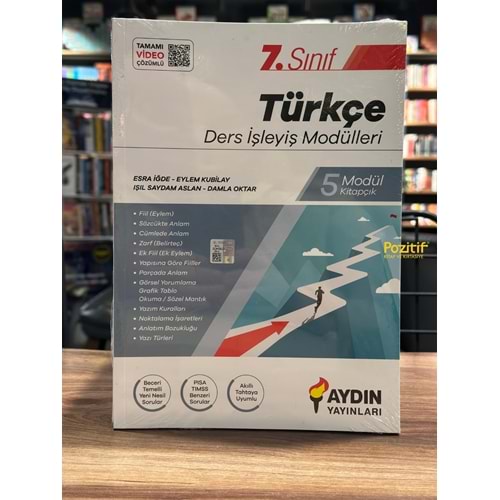 TAMAMI
VİDEO
ÇÖZÜMLÜ
7.Sınıf
Türkçe
Ders İşleyiş Modülleri
ESRA İĞDE - EYLEM KUBİLAY
IŞIL SAYDAM ASLAN - DAMLA OKTAR
5 Modül
Kitapçık
• Fiil (Eylem)
• Sözcükte Anlam
• Cümlede Anlam
• Zarf (Belirteç)
• Ek Fiil (Ek Eylem)
• Yapısına Göre Fiiller
• Parçada Anlam
• Görsel Yorumlama
Grafik Tablo
Okuma / Sözel Mantık
• Yazım Kuralları
• Noktalama İşaretleri
• Anlatım Bozukluğu
• Yazı Türleri
Pozitif
Beceri
Temelli
Yeni Nesil
Sorular
PISA
TIMSS
Benzeri
Sorular
Akıllı
Tahtaya
Uyumlu
AYDIN
YAYINLARI